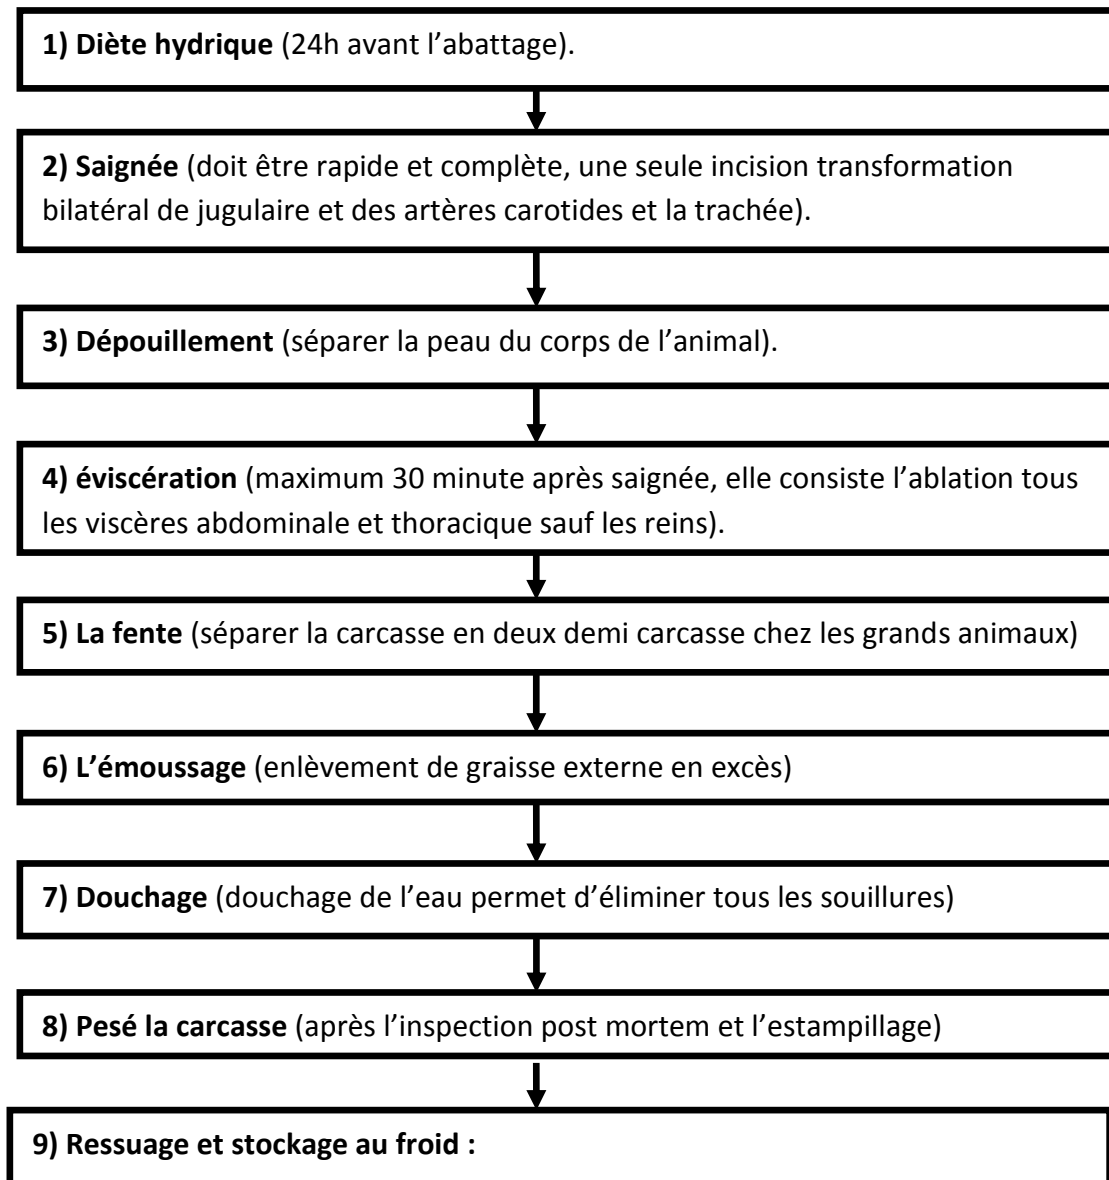 1) Diète hydrique (24h avant l’abattage).
2) Saignée (doit être rapide et complète, une seule incision transformation
bilatéral de jugulaire et des artères carotides et la trachée).
3) Dépouillement (séparer la peau du corps de l’animal).
4) éviscération (maximum 30 minute après saignée, elle consiste l’ablation tous
les viscères abdominale et thoracique sauf les reins).
5) La fente (séparer la carcasse en deux demi carcasse chez les grands animaux)
6) L’émoussage (enlèvement de graisse externe en excès)
7) Douchage (douchage de l’eau permet d’éliminer tous les souillures)
8) Pesé la carcasse (après l’inspection post mortem et l’estampillage)
9) Ressuage et stockage au froid :